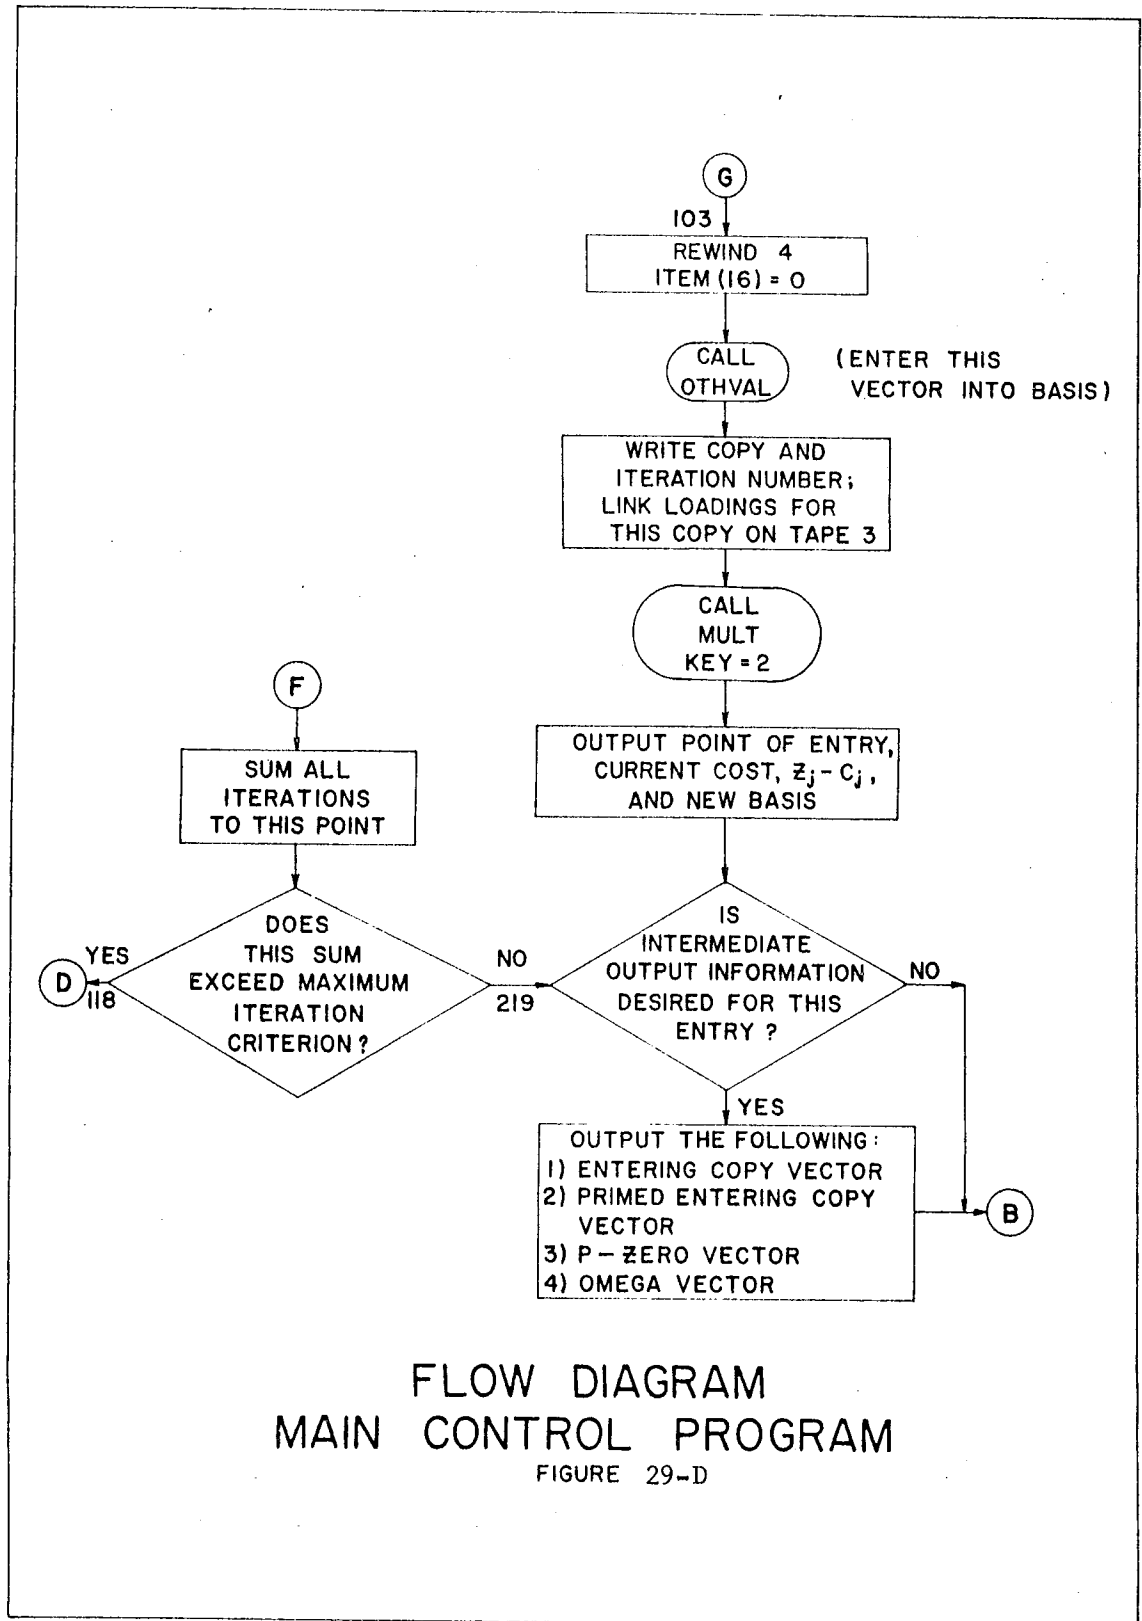 G
103
REWIND 4
ITEM (16) = 0
CALL
OTHVAL
(ENTER THIS
VECTOR INTO BASIS)
WRITE COPY AND
ITERATION NUMBER;
LINK LOADINGS FOR
THIS COPY ON TAPE 3
CALL
MULT
KEY = 2
OUTPUT POINT OF ENTRY,
CURRENT COST, Zj - Cj,
AND NEW BASIS
F
SUM ALL
ITERATIONS
TO THIS POINT
DOES
THIS SUM
EXCEED MAXIMUM
ITERATION
CRITERION?
YES
D
118
NO
219
IS
INTERMEDIATE
OUTPUT INFORMATION
DESIRED FOR THIS
ENTRY ?
NO
YES
OUTPUT THE FOLLOWING:
1) ENTERING COPY VECTOR
2) PRIMED ENTERING COPY
VECTOR
3) P - ZERO VECTOR
4) OMEGA VECTOR
B
FLOW DIAGRAM
MAIN CONTROL PROGRAM
FIGURE 29-D